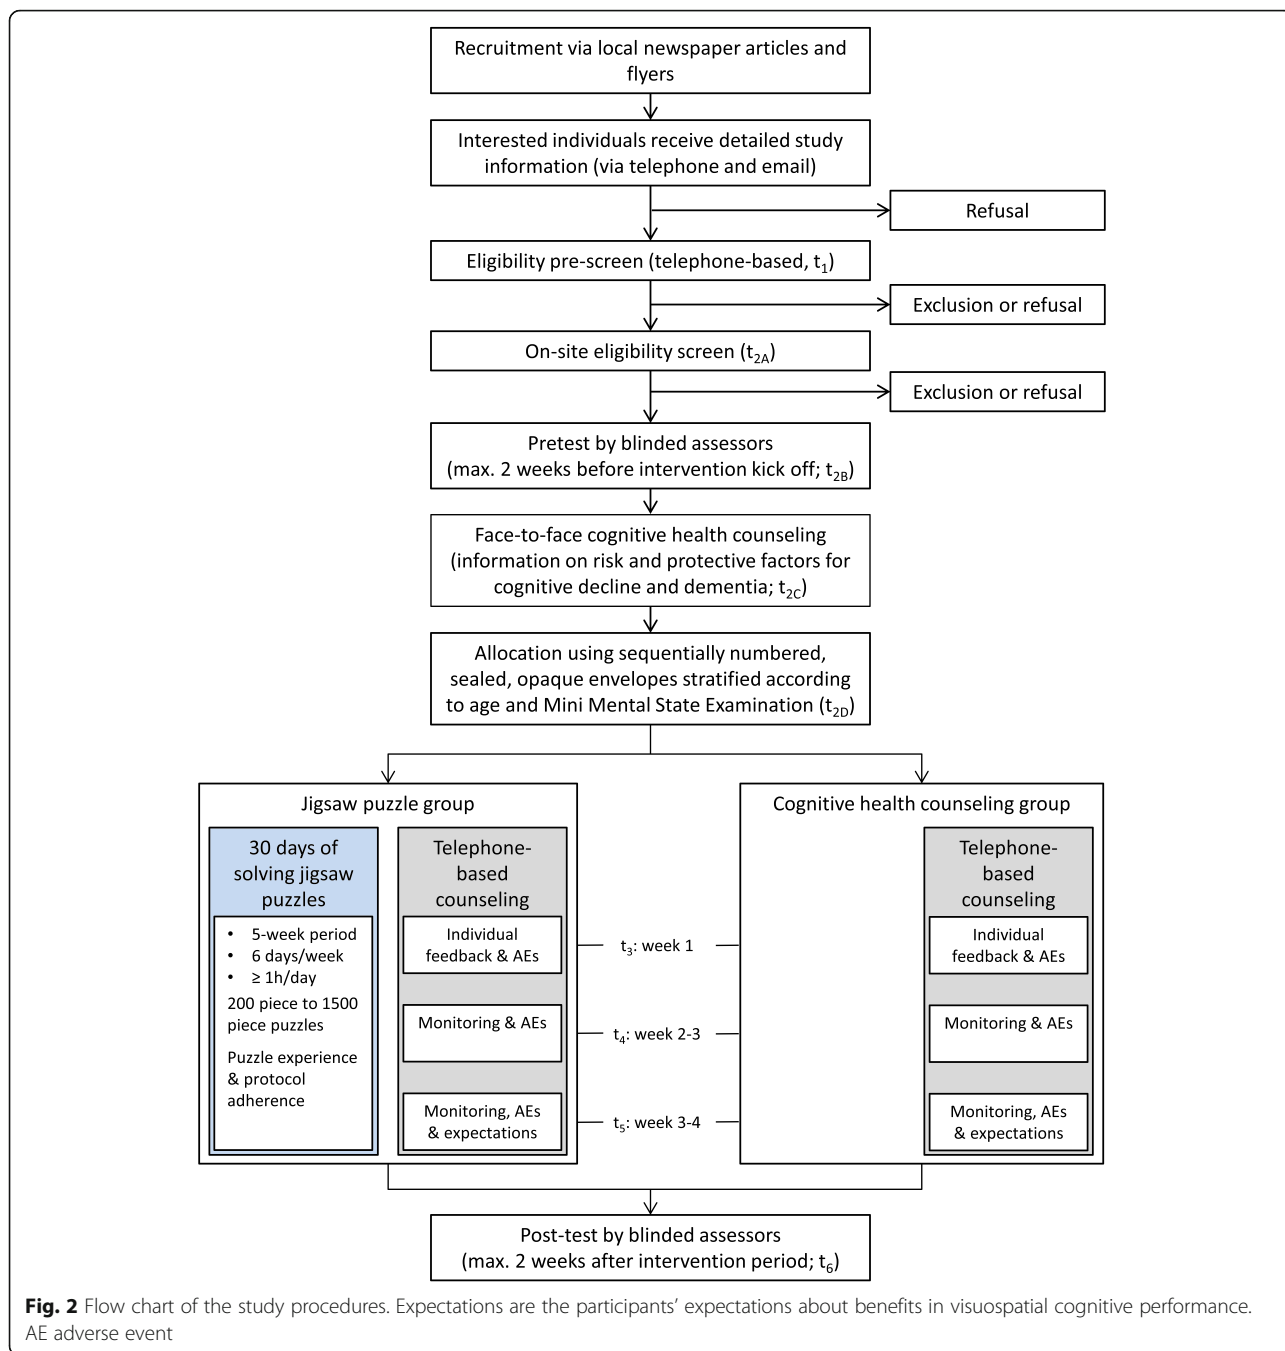 Recruitment via local newspaper articles and
flyers
Interested individuals receive detailed study
information (via telephone and email)
Refusal
Eligibility pre-screen (telephone-based, t1)
Exclusion or refusal
On-site eligibility screen (t2A)
Exclusion or refusal
Pretest by blinded assessors
(max. 2 weeks before intervention kick off; t2B)
Face-to-face cognitive health counseling
(information on risk and protective factors for
cognitive decline and dementia; t2C)
Allocation using sequentially numbered,
sealed, opaque envelopes stratified according
to age and Mini Mental State Examination (t2D)
Jigsaw puzzle group
30 days of
solving jigsaw
puzzles
• 5-week period
• 6 days/week
• ≥ 1h/day
200 piece to 1500
piece puzzles
Puzzle experience
& protocol
adherence
Telephone-
based
counseling
Individual
feedback & AEs
Monitoring & AEs
Monitoring, AEs
& expectations
t3: week 1
t4: week 2-3
t5: week 3-4
Cognitive health counseling group
Telephone-
based
counseling
Individual
feedback & AEs
Monitoring & AEs
Monitoring, AEs
& expectations
Post-test by blinded assessors
(max. 2 weeks after intervention period; t6)
Fig. 2 Flow chart of the study procedures. Expectations are the participants' expectations about benefits in visuospatial cognitive performance.
AE adverse event